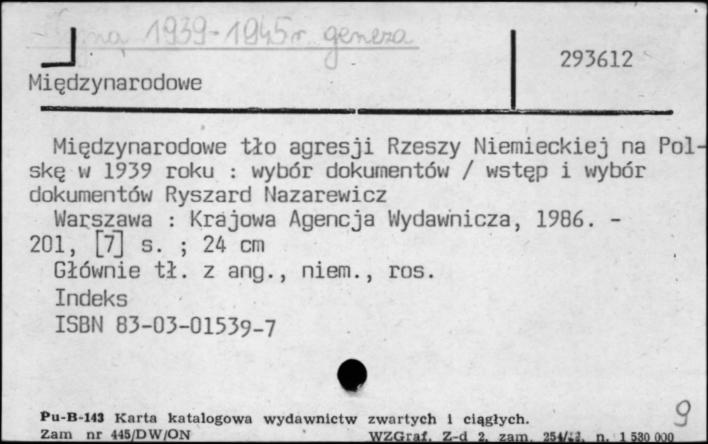 1939-1945 r. geneza
293612
Międzynarodowe
Międzynarodowe tło agresji Rzeszy Niemieckiej na Pol-
skę w 1939 roku : wybór dokumentów / wstęp i wybór
dokumentów Ryszard Nazarewicz
Warszawa : Krajowa Agencja Wydawnicza, 1986. -
201, [7] s. ; 24 cm
Głównie tł. z ang., niem., ros.
Indeks
ISBN 83-03-01539-7
9
Pu-B-143 Karta katalogowa wydawnictw zwartych i ciągłych.
Zam nr 445/DW/ON WZGraf. Z-d 2, zam. n. 1 530 000